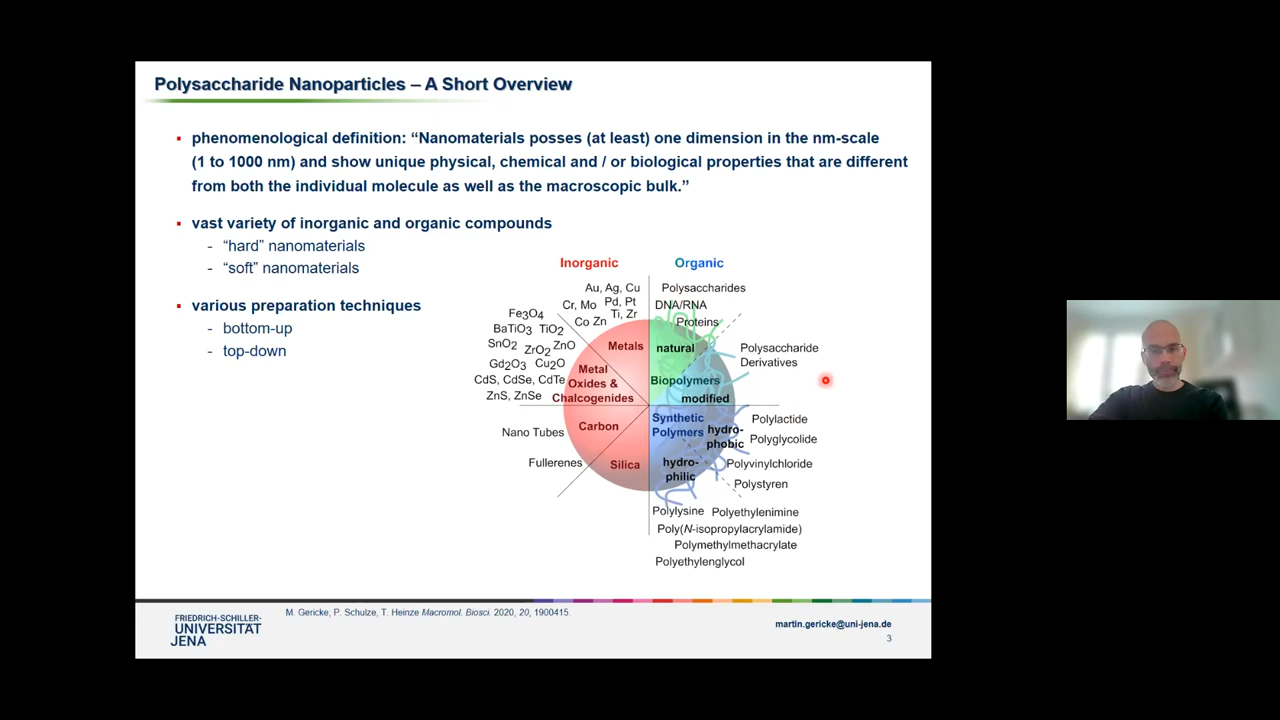 Polysaccharide Nanoparticles – A Short Overview
▪ phenomenological definition: “Nanomaterials posses (at least) one dimension in the nm-scale
(1 to 1000 nm) and show unique physical, chemical and / or biological properties that are different
from both the individual molecule as well as the macroscopic bulk.”
▪ vast variety of inorganic and organic compounds
- “hard” nanomaterials
- “soft” nanomaterials
▪ various preparation techniques
- bottom-up
- top-down
Inorganic
Au, Ag, Cu
Cr, Mo Pd, Pt
Ti, Zr
Co Zn
Fe3O4
BaTiO3 TiO2
SnO2 ZrO2 ZnO
Gd2O3 Cu2O
CdS, CdSe, CdTe
ZnS, ZnSe
Metals
Metal
Oxides &
Chalcogenides
Carbon
Nano Tubes
Fullerenes
Silica
Organic
Polysaccharides
DNA/RNA
Proteins
natural
Polysaccharide
Derivatives
Biopolymers
modified
Synthetic
Polymers
hydro-
phobic
Polylactide
Polyglycolide
Polyvinylchloride
Polystyren
hydro-
philic
Polylysine Polyethylenimine
Poly(N-isopropylacrylamide)
Polymethylmethacrylate
Polyethylenglycol
FRIEDRICH-SCHILLER-
UNIVERSITÄT
JENA
M. Gericke, P. Schulze, T. Heinze Macromol. Biosci. 2020, 20, 1900415.
martin.gericke@uni-jena.de
3